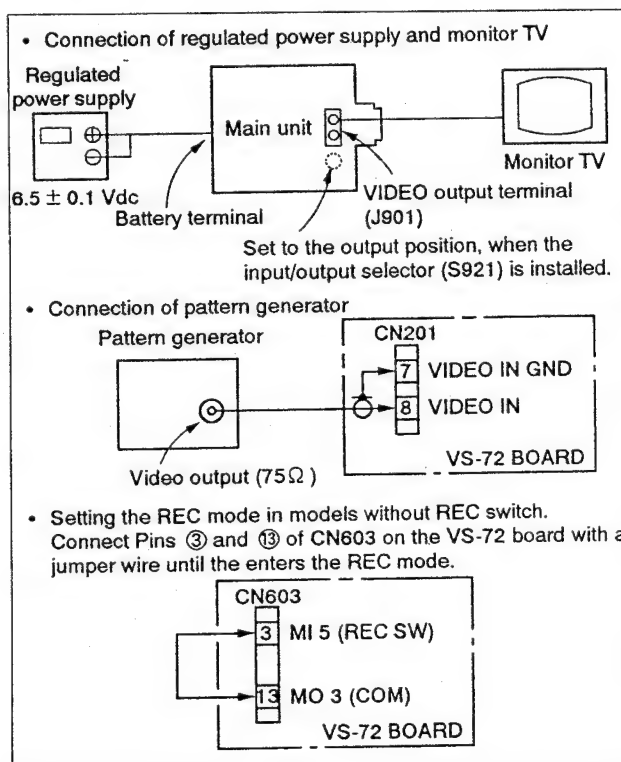 • Connection of regulated power supply and monitor TV
Regulated
power supply
⊕
⊖
6.5 ± 0.1 Vdc
Main unit
Battery terminal
Monitor TV
VIDEO output terminal
(J901)
Set to the output position, when the
input/output selector (S921) is installed.
• Connection of pattern generator
Pattern generator
Video output (75Ω )
CN201
7 VIDEO IN GND
8 VIDEO IN
VS-72 BOARD
• Setting the REC mode in models without REC switch.
Connect Pins ③ and ⑬ of CN603 on the VS-72 board with a
jumper wire until the enters the REC mode.
CN603
3 MI 5 (REC SW)
13 MO 3 (COM)
VS-72 BOARD